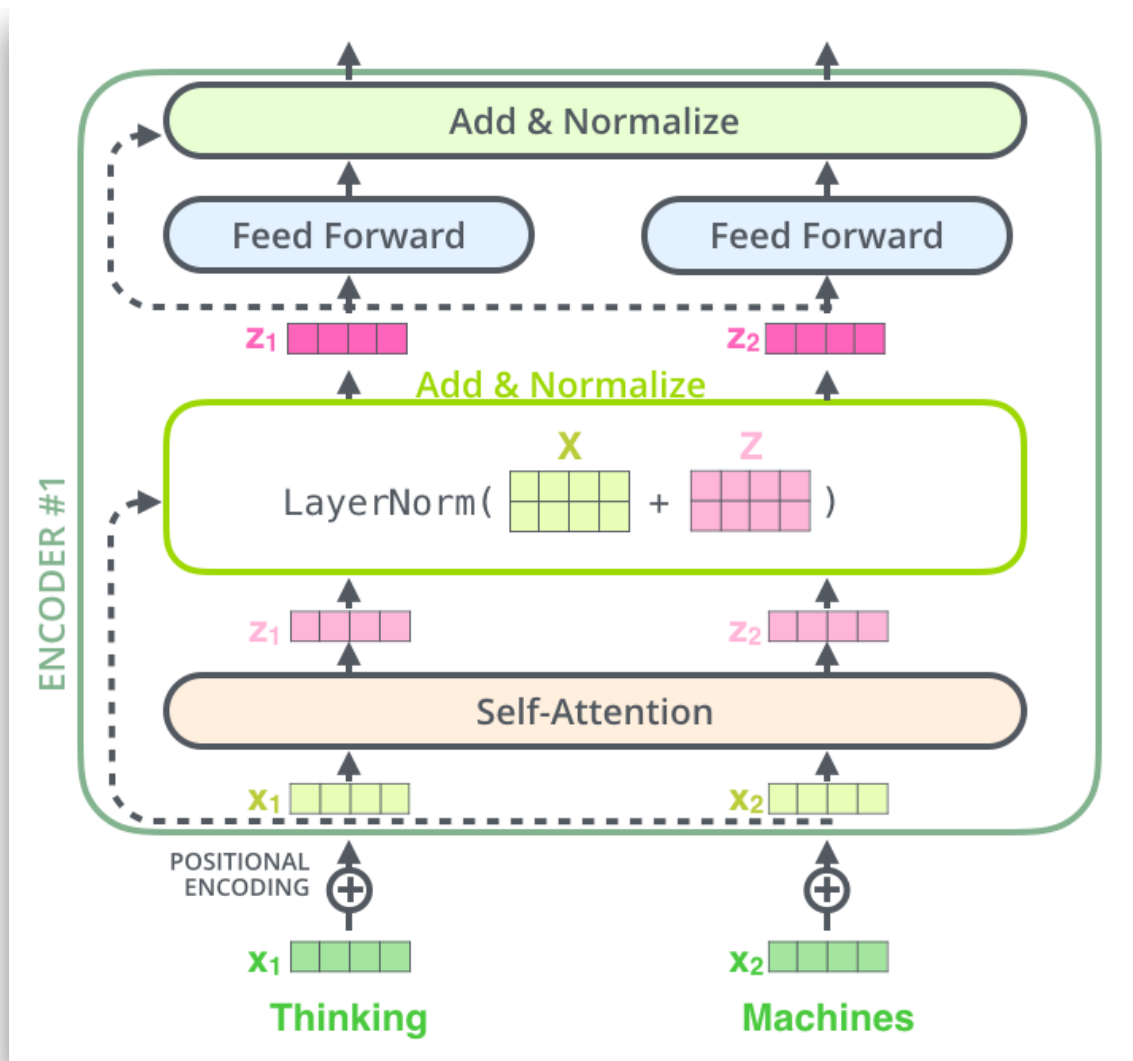 Add & Normalize
Feed Forward Feed Forward
z₁ z₂
Add & Normalize
X Z
LayerNorm( + )
ENCODER #1
z₁ z₂
Self-Attention
x₁ x₂
POSITIONAL
ENCODING
x₁ x₂
Thinking Machines